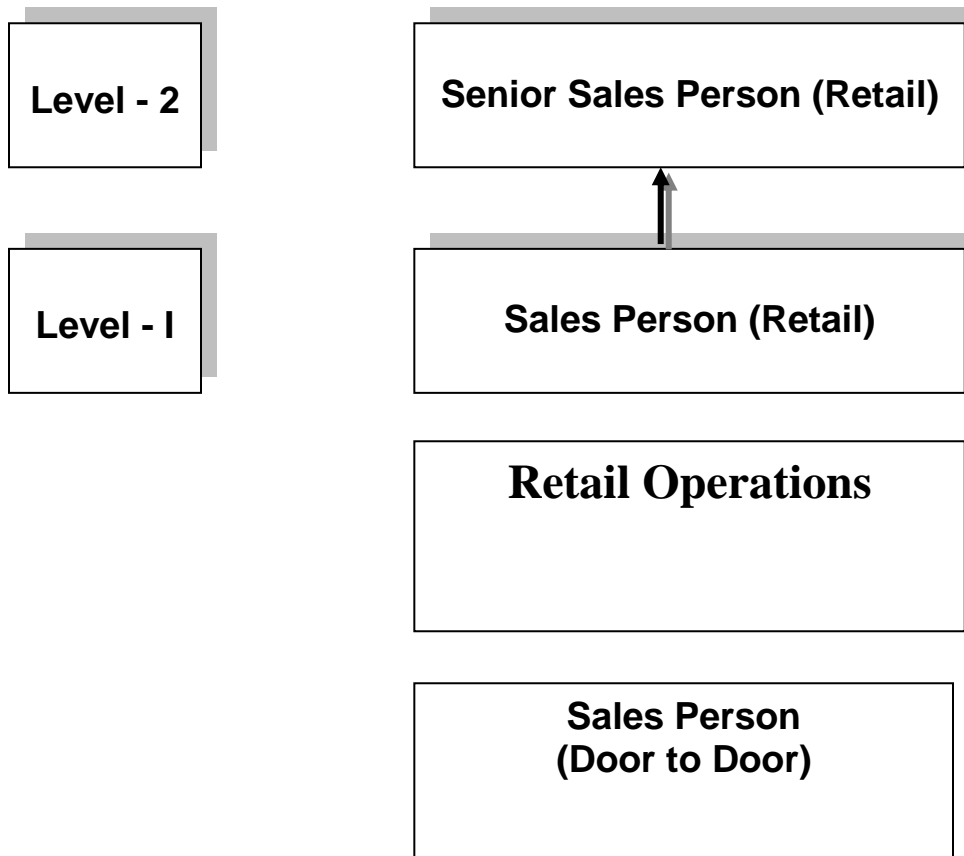 Level - 2
Senior Sales Person (Retail)
Level - I
Sales Person (Retail)
Retail Operations
Sales Person
(Door to Door)